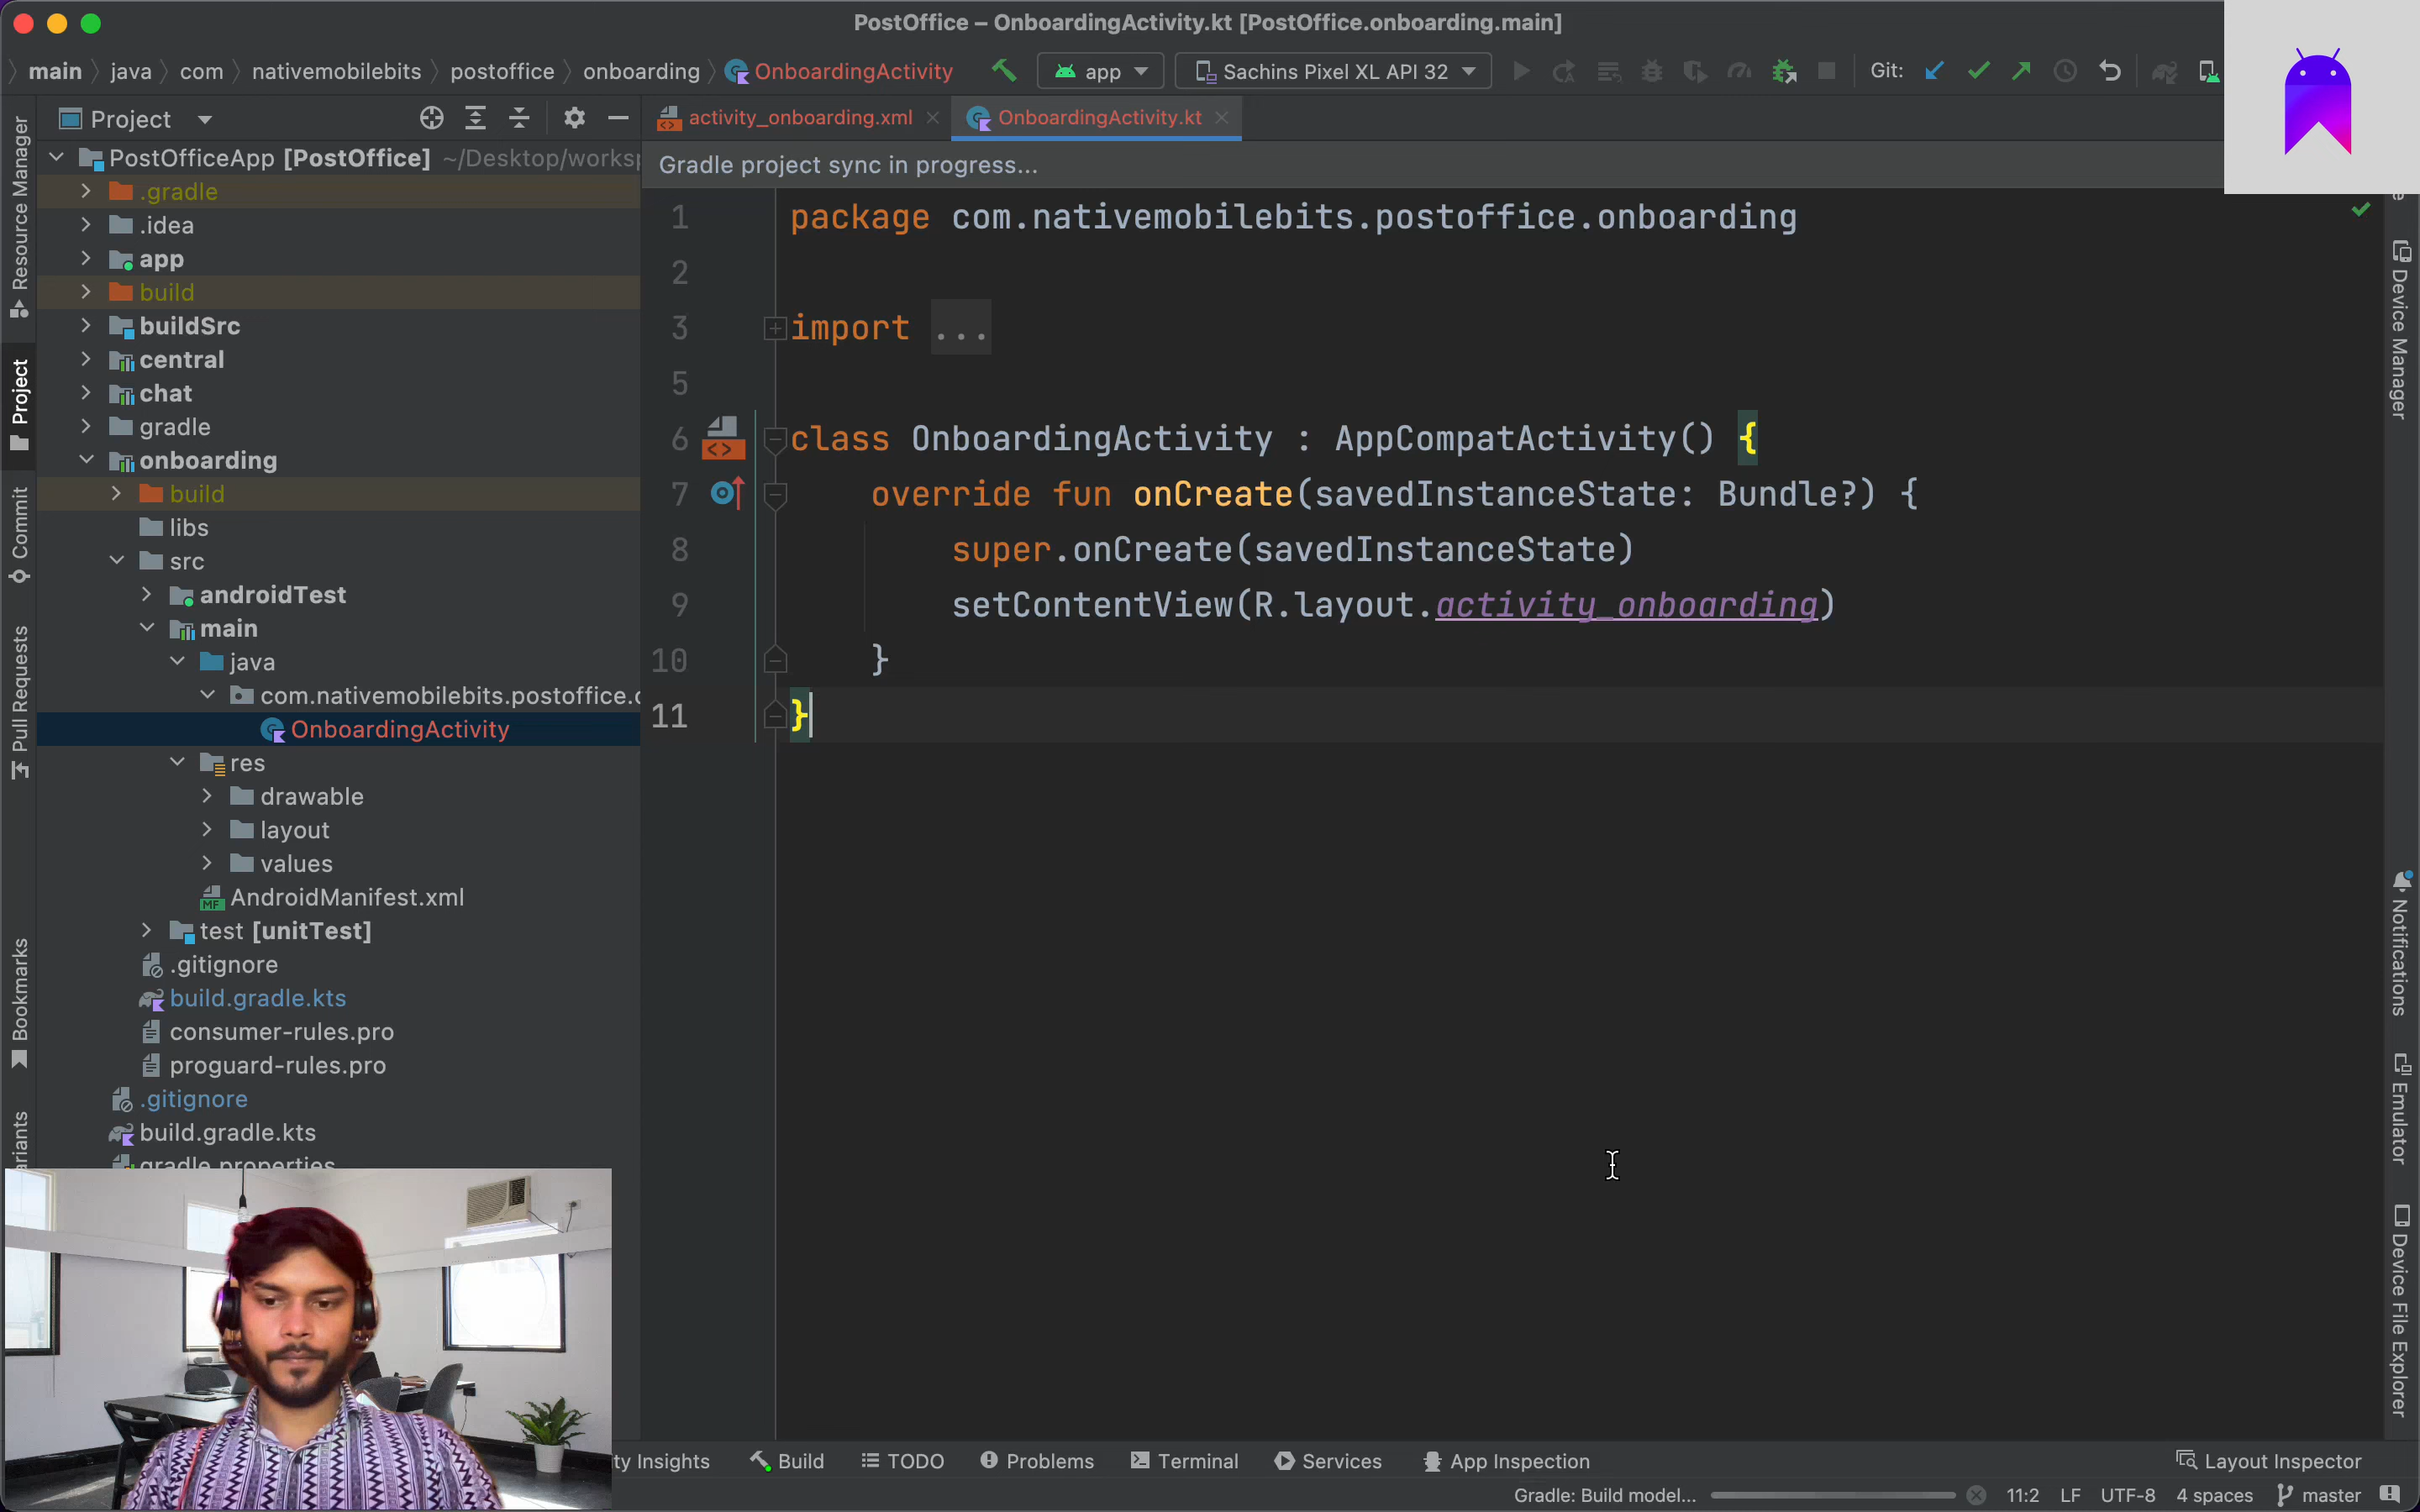 PostOffice – OnboardingActivity.kt [PostOffice.onboarding.main]
main java com nativemobilebits postoffice onboarding OnboardingActivity app Sachins Pixel XL API 32 Git:
Project
activity_onboarding.xml OnboardingActivity.kt
Gradle project sync in progress...
PostOfficeApp [PostOffice] ~/Desktop/worksp
.gradle
.idea
app
build
buildSrc
central
chat
gradle
onboarding
build
libs
src
androidTest
main
java
com.nativemobilebits.postoffice.o
OnboardingActivity
res
drawable
layout
values
AndroidManifest.xml
test [unitTest]
.gitignore
build.gradle.kts
consumer-rules.pro
proguard-rules.pro
.gitignore
build.gradle.kts
gradle.properties
1 package com.nativemobilebits.postoffice.onboarding
2
3 import ...
5
6 class OnboardingActivity : AppCompatActivity() {
7 override fun onCreate(savedInstanceState: Bundle?) {
8 super.onCreate(savedInstanceState)
9 setContentView(R.layout.activity_onboarding)
10 }
11 }
Resource Manager
Project
Commit
Pull Requests
Bookmarks
ariants
Device Manager
Notifications
Emulator
Device File Explorer
ty Insights Build TODO Problems Terminal Services App Inspection Layout Inspector
Gradle: Build model... 11:2 LF UTF-8 4 spaces master